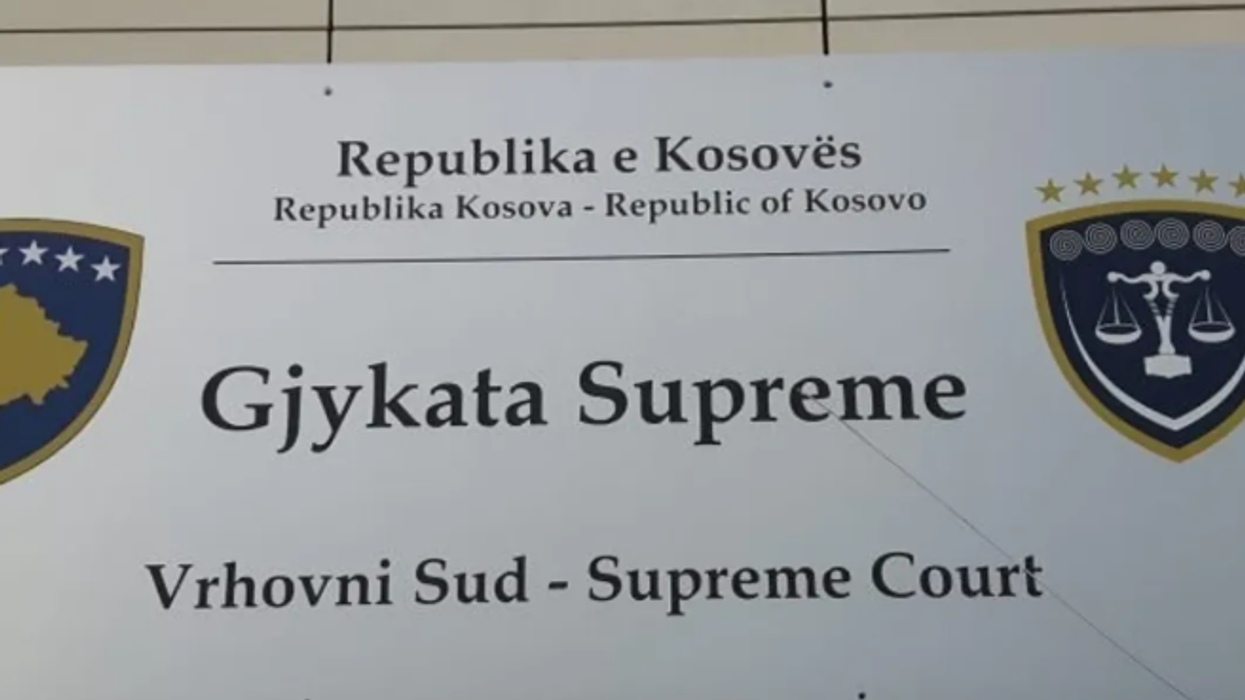 Republika e Kosovës
Republika Kosova - Republic of Kosovo
Gjykata Supreme
Vrhovni Sud - Supreme Court